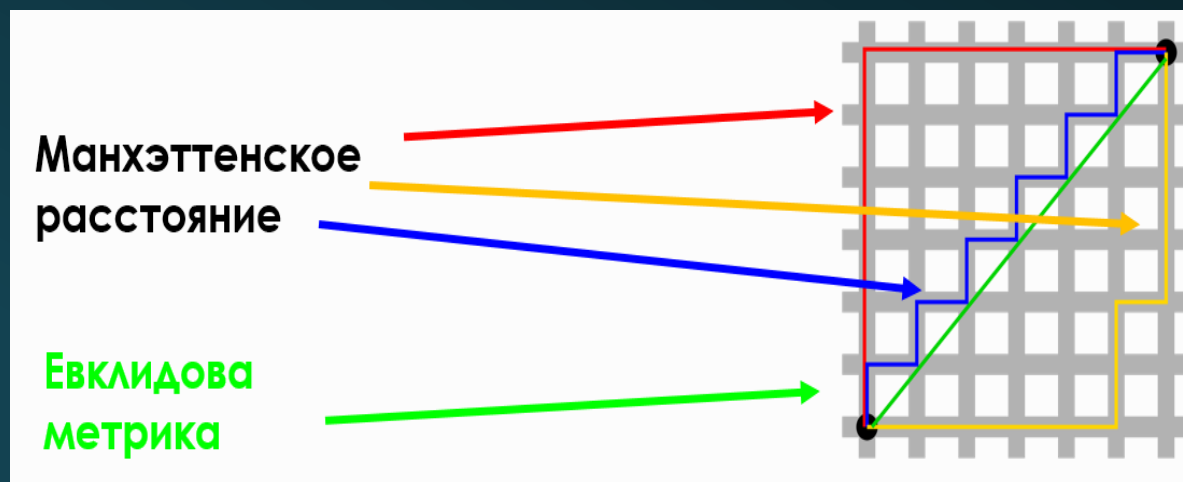 Манхэттенское
расстояние
Евклидова
метрика